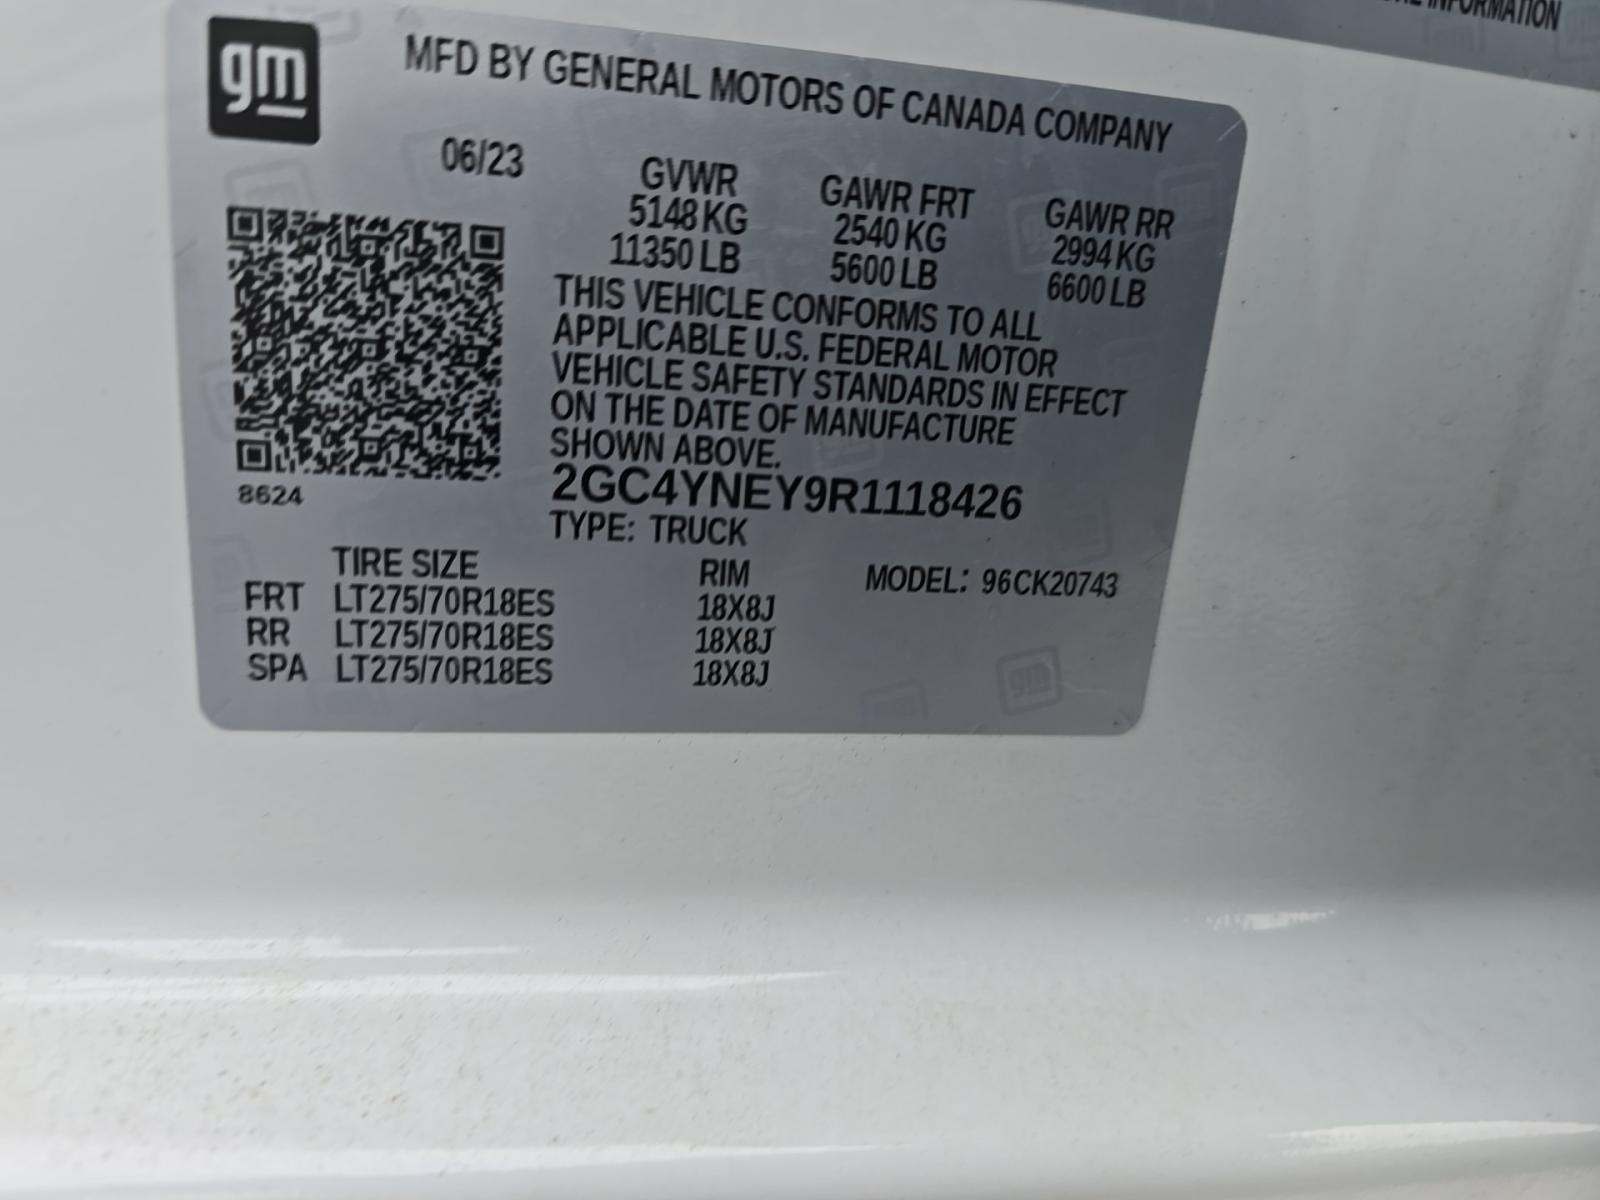 INFORMATION
gm
MFD BY GENERAL MOTORS OF CANADA COMPANY
06/23 GVWR GAWR FRT GAWR RR
5148 KG 2540 KG 2994 KG
11350 LB 5600 LB 6600 LB
THIS VEHICLE CONFORMS TO ALL
APPLICABLE U.S. FEDERAL MOTOR
VEHICLE SAFETY STANDARDS IN EFFECT
ON THE DATE OF MANUFACTURE
SHOWN ABOVE.
8624
2GC4YNEY9R1118426
TYPE: TRUCK
TIRE SIZE RIM MODEL: 96CK20743
FRT LT275/70R18ES 18X8J
RR LT275/70R18ES 18X8J
SPA LT275/70R18ES 18X8J
gm